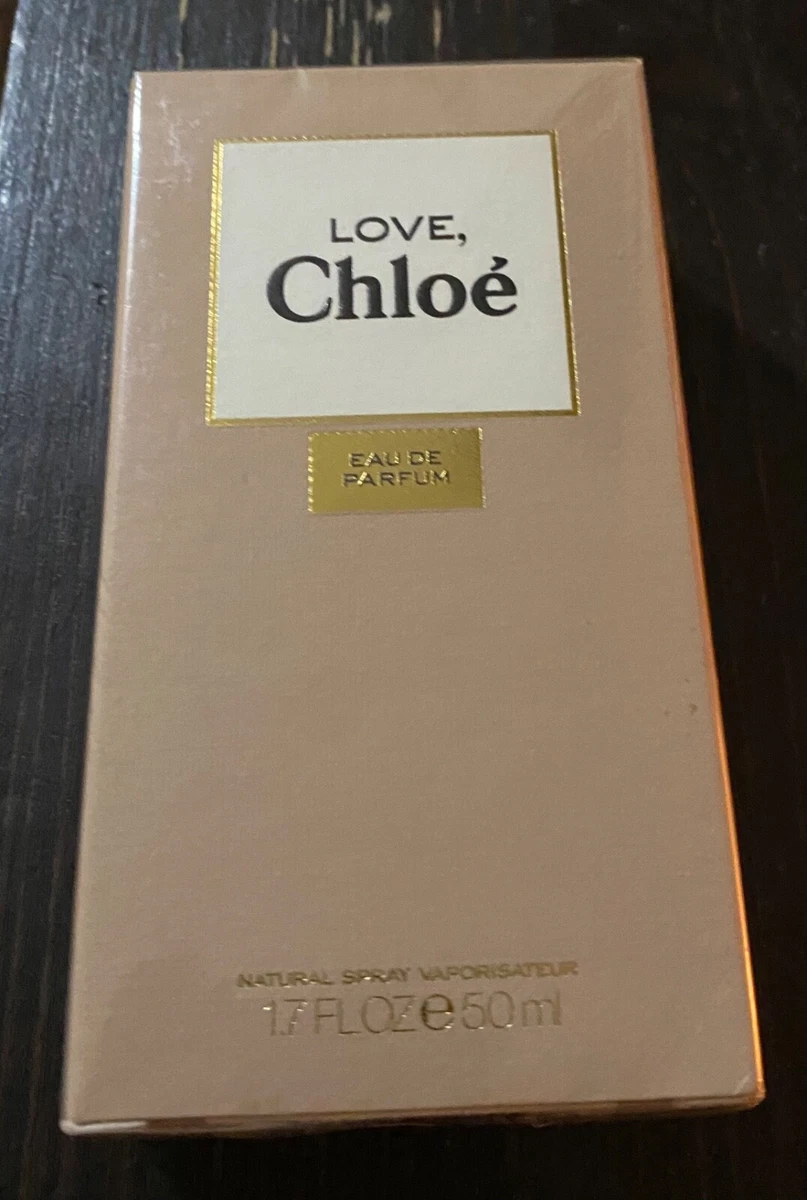 LOVE,
Chloé
EAU DE
PARFUM
NATURAL SPRAY VAPORISATEUR
1.7 FL OZ e 50 ml